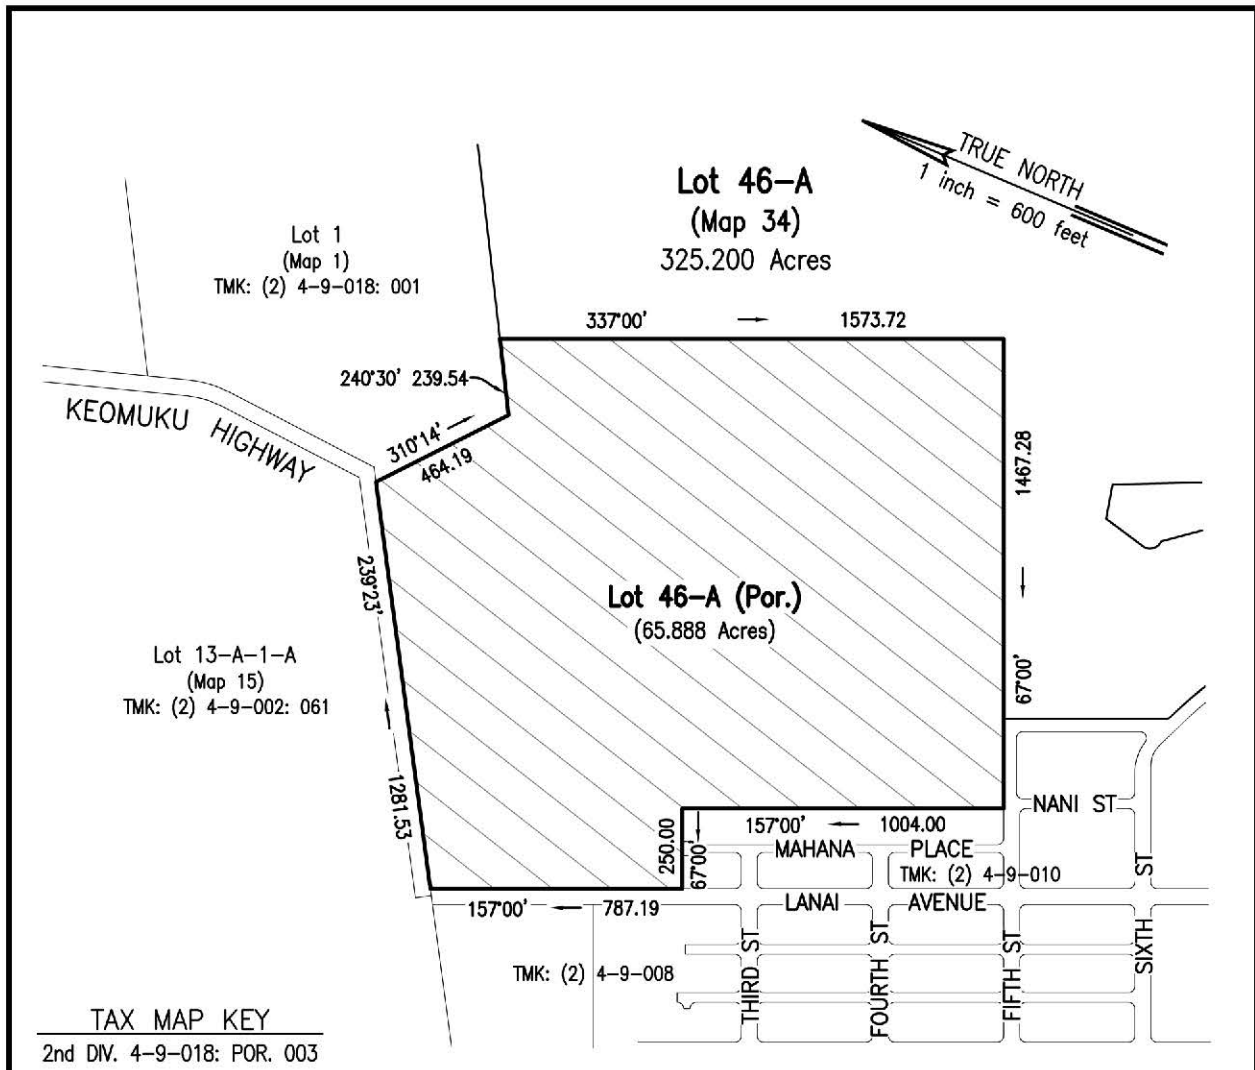 Lot 46-A
(Map 34)
325.200 Acres
TRUE NORTH
1 inch = 600 feet
Lot 1
(Map 1)
TMK: (2) 4-9-018: 001
337°00' 1573.72
240°30' 239.54
KEOMUKU HIGHWAY
310°14'
464.19
1467.28
67°00'
239°23'
1281.53
Lot 46-A (Por.)
(65.888 Acres)
Lot 13-A-1-A
(Map 15)
TMK: (2) 4-9-002: 061
NANI ST
250.00
67°00'
157°00' 1004.00
MAHANA PLACE
TMK: (2) 4-9-010
LANAI AVENUE
157°00' 787.19
TMK: (2) 4-9-008
THIRD ST
FOURTH ST
FIFTH ST
SIXTH ST
TAX MAP KEY
2nd DIV. 4-9-018: POR. 003